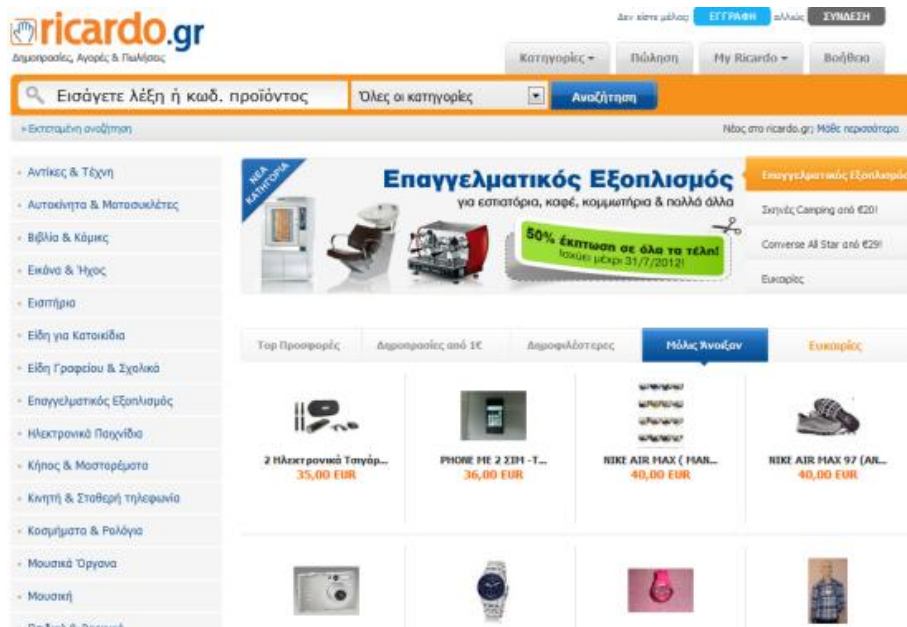 ricardo.gr
Δημοπρασίες, Αγορές & Πωλήσεις
Δεν είστε μέλος; ΕΓΓΡΑΦΗ αλλιώς ΣΥΝΔΕΣΗ
Κατηγορίες Πώληση My Ricardo Βοήθεια
Εισάγετε λέξη ή κωδ. προϊόντος Όλες οι κατηγορίες Αναζήτηση
» Εκτεταμένη αναζήτηση Νέος στο ricardo.gr; Μάθε περισσότερα
Αντίκες & Τέχνη
Αυτοκίνητα & Μοτοσυκλέτες
Βιβλία & Κόμικς
Εικόνα & Ήχος
Εισιτήρια
Είδη για Κατοικίδια
Είδη Γραφείου & Σχολικά
Επαγγελματικός Εξοπλισμός
Ηλεκτρονικά Παιχνίδια
Κήπος & Μαστορέματα
Κινητή & Σταθερή τηλεφωνία
Κοσμήματα & Ρολόγια
Μουσικά Όργανα
Μουσική
ΝΕΑ ΚΑΤΗΓΟΡΙΑ
Επαγγελματικός Εξοπλισμός
για εστιατόρια, καφέ, κομμωτήρια & πολλά άλλα
50% έκπτωση σε όλα τα τέλη!
Ισχύει μέχρι 31/7/2012!
Επαγγελματικός Εξοπλισμός
Σκηνές Camping από €20!
Converse All Star από €29!
Ευκαιρίες
Top Προσφορές Δημοπρασίες από 1€ Δημοφιλέστερες Μόλις Άνοιξαν Ευκαιρίες
2 Ηλεκτρονικά Τσιγάρ... PHONE ME 2 ΣΙΜ -Τ... NIKE AIR MAX ( MAN... NIKE AIR MAX 97 (AN...
35,00 EUR 36,00 EUR 40,00 EUR 40,00 EUR